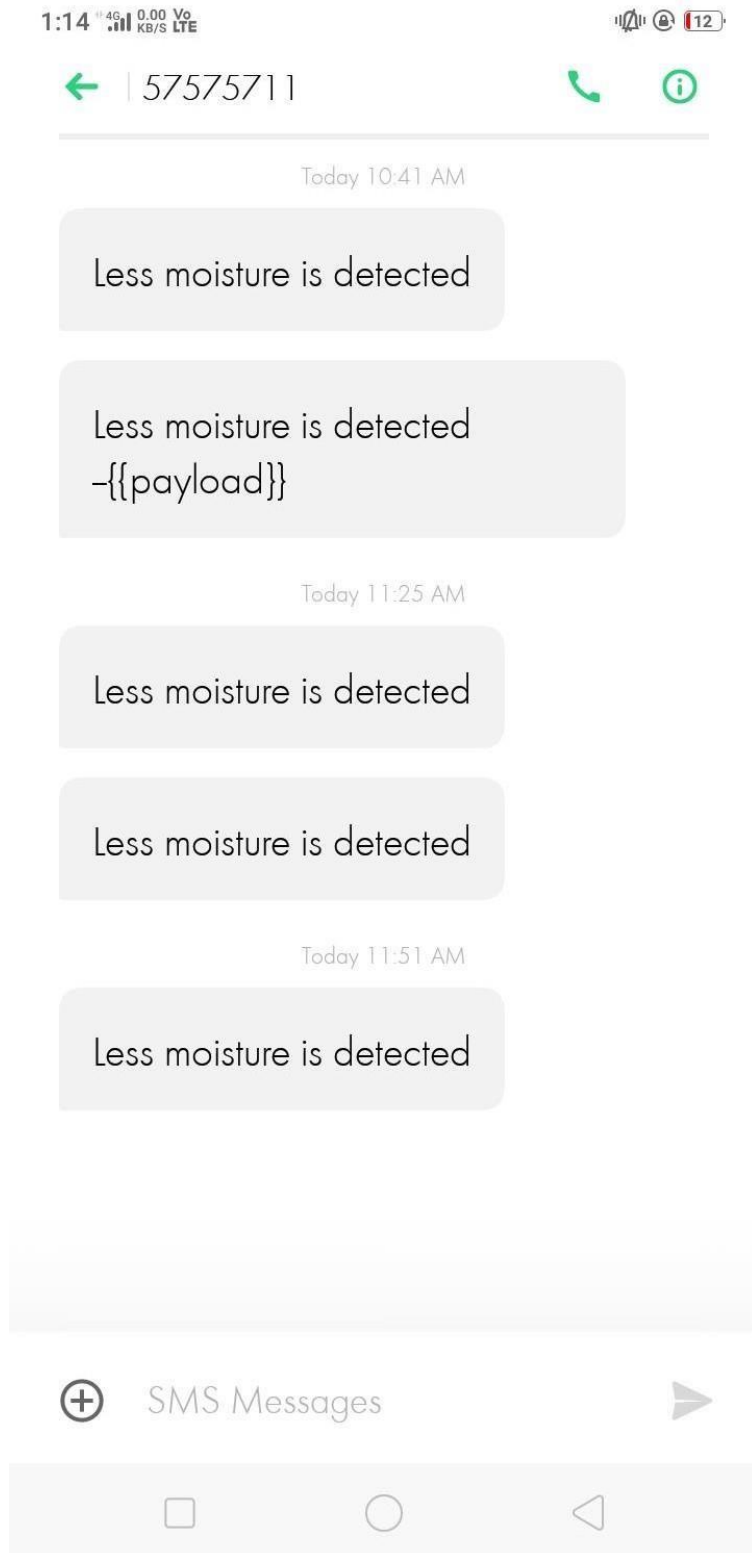 1:14 4G 0.00 KB/S Vo LTE 12
57575711
Today 10:41 AM
Less moisture is detected
Less moisture is detected
-{{payload}}
Today 11:25 AM
Less moisture is detected
Less moisture is detected
Today 11:51 AM
Less moisture is detected
SMS Messages